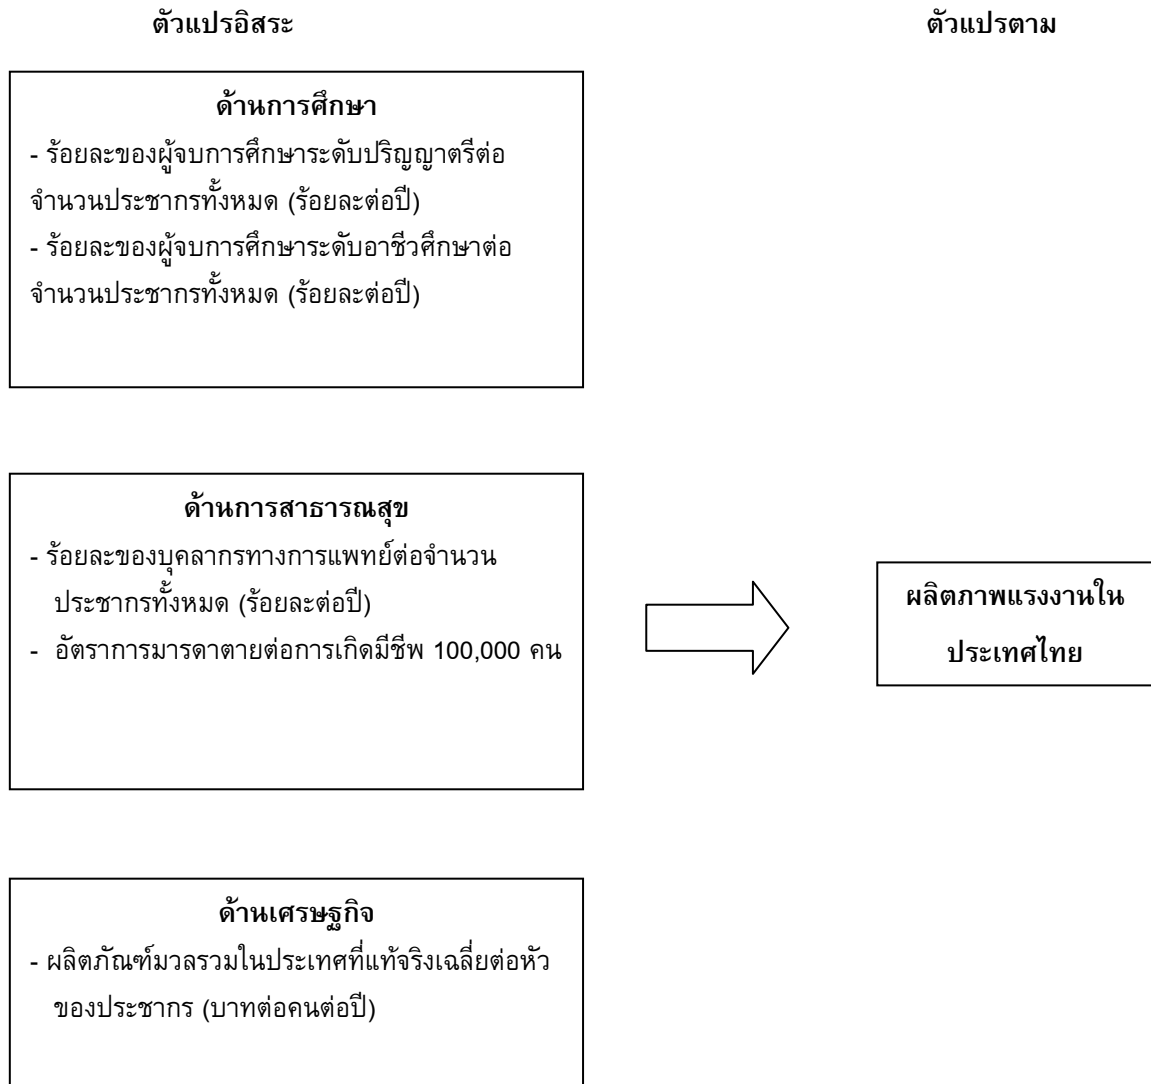 ตัวแปรอิสระ
ตัวแปรตาม
ด้านการศึกษา
- ร้อยละของผู้จบการศึกษาระดับปริญญาตรีต่อ
จำนวนประชากรทั้งหมด (ร้อยละต่อปี)
- ร้อยละของผู้จบการศึกษาระดับอาชีวศึกษาต่อ
จำนวนประชากรทั้งหมด (ร้อยละต่อปี)
ด้านการสาธารณสุข
- ร้อยละของบุคลากรทางการแพทย์ต่อจำนวน
ประชากรทั้งหมด (ร้อยละต่อปี)
- อัตราการมารดาตายต่อการเกิดมีชีพ 100,000 คน
ผลิตภาพแรงงานใน
ประเทศไทย
ด้านเศรษฐกิจ
- ผลิตภัณฑ์มวลรวมในประเทศที่แท้จริงเฉลี่ยต่อหัว
ของประชากร (บาทต่อคนต่อปี)